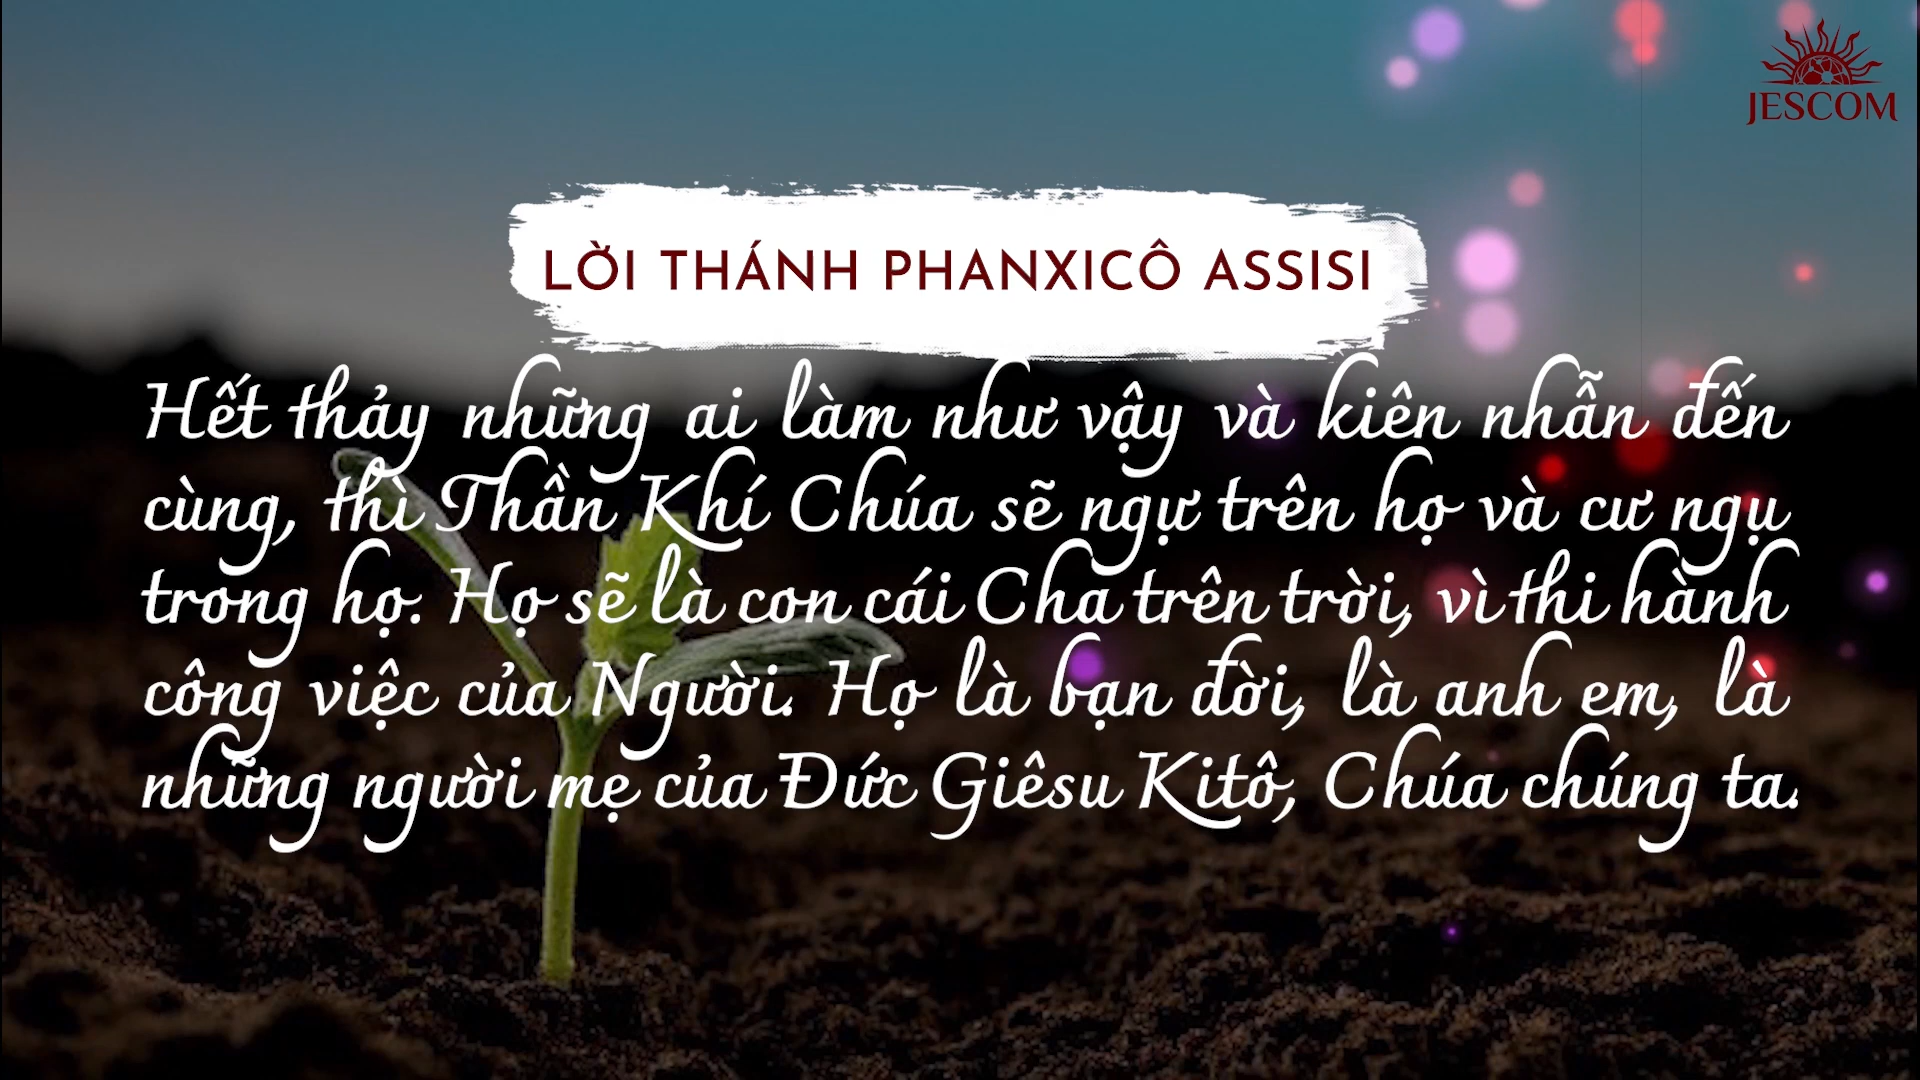 JESCOM
LỜI THÁNH PHANXICÔ ASSISI
Hết thảy những ai làm như vậy và kiên nhẫn đến
cùng, thì Thần Khí Chúa sẽ ngự trên họ và cư ngụ
trong họ. Họ sẽ là con cái Cha trên trời, vì thi hành
công việc của Người. Họ là bạn đời, là anh em, là
những người mẹ của Đức Giêsu Kitô, Chúa chúng ta.